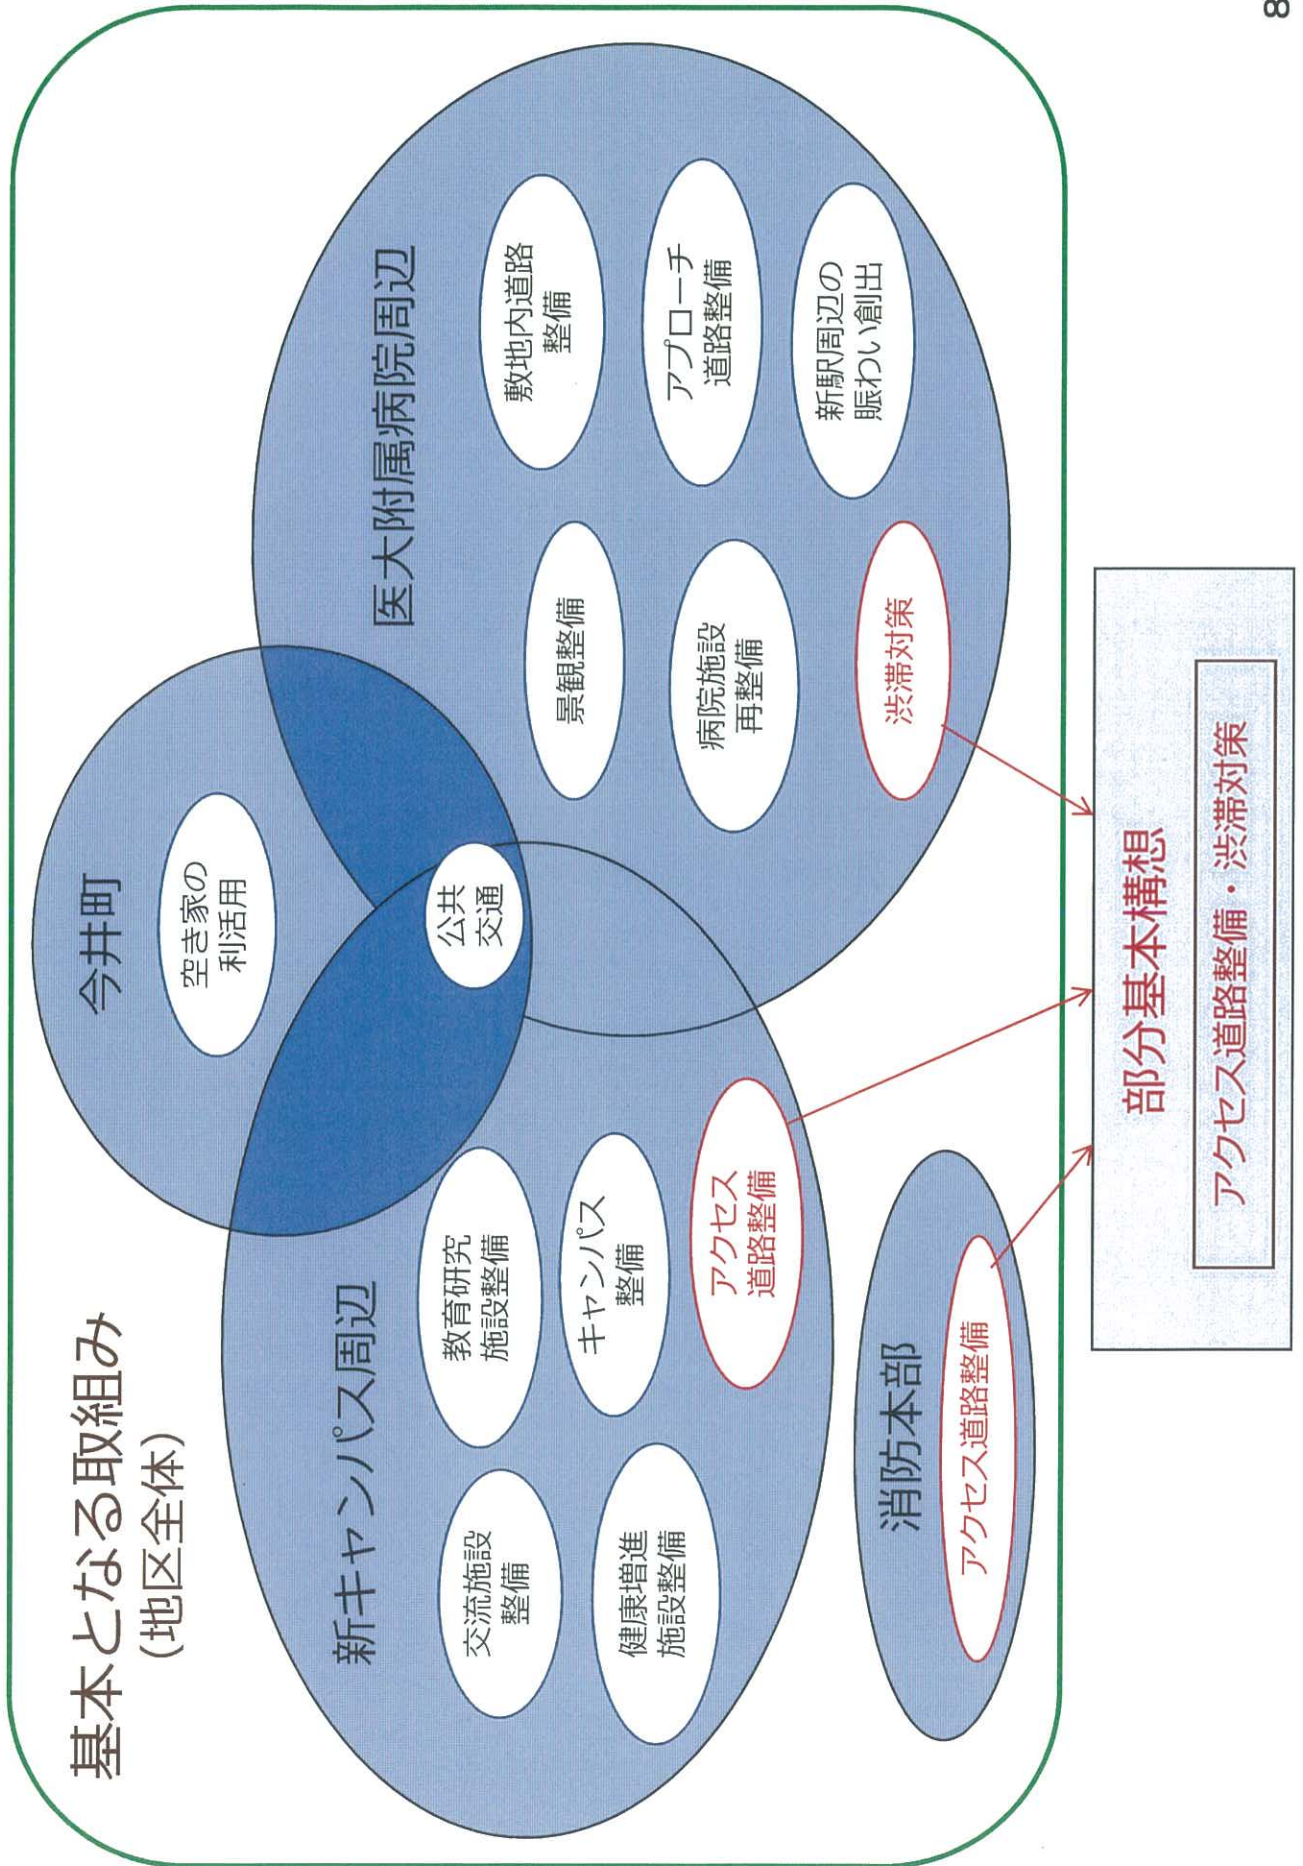 基本となる取組み
(地区全体)
今井町
空き家の
利活用
公共
交通
新キャンパス周辺
交流施設
整備
教育研究
施設整備
健康増進
施設整備
キャンパス
整備
アクセス
道路整備
医大附属病院周辺
景観整備
敷地内道路
整備
病院施設
再整備
アプローチ
道路整備
渋滞対策
新駅周辺の
賑わい創出
消防本部
アクセス道路整備
部分基本構想
アクセス道路整備・渋滞対策
8